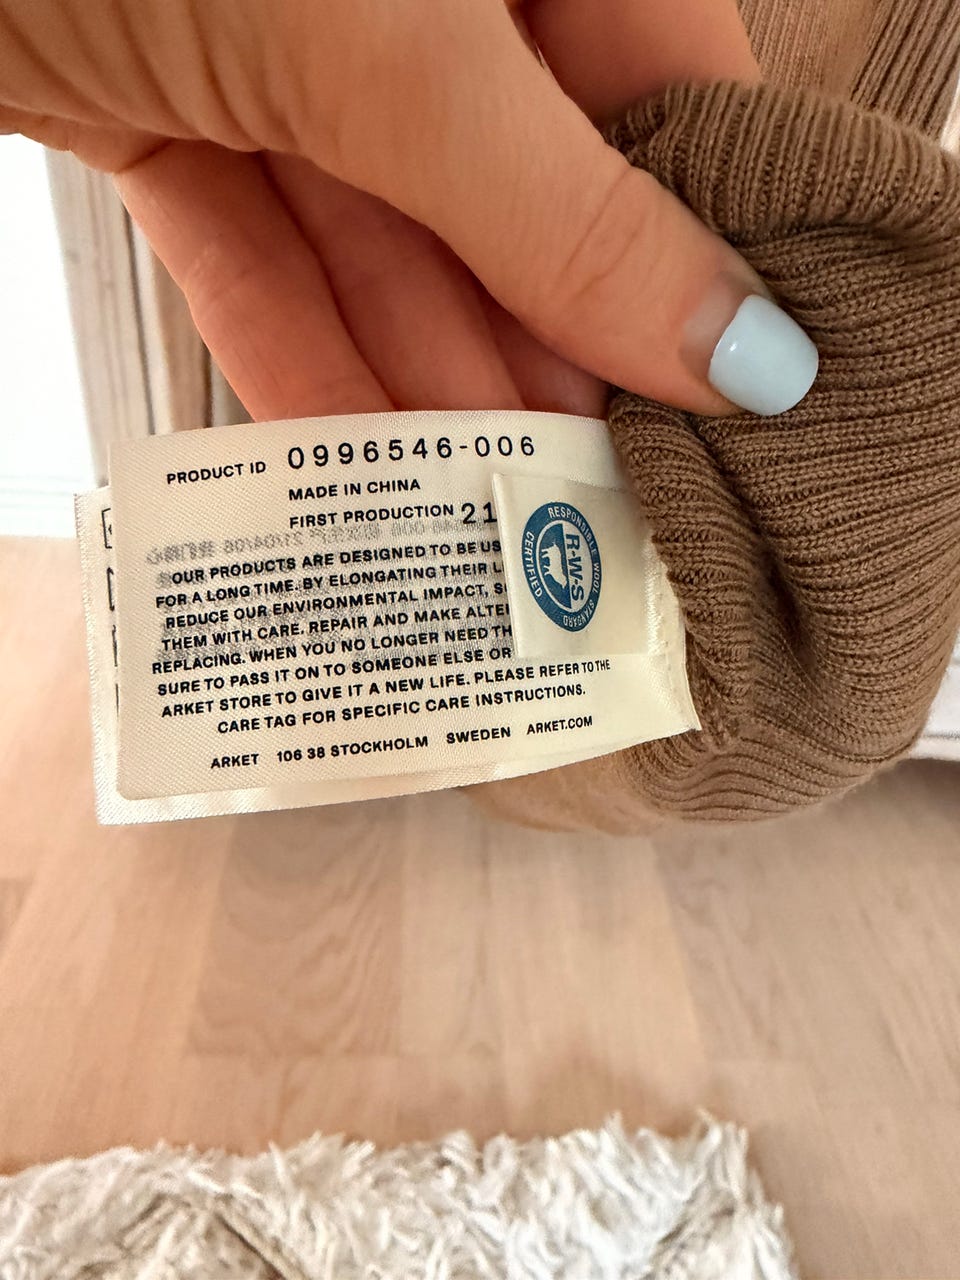 PRODUCT ID 0996546-006
MADE IN CHINA
FIRST PRODUCTION 21
OUR PRODUCTS ARE DESIGNED TO BE US
FOR A LONG TIME. BY ELONGATING THEIR L
REDUCE OUR ENVIRONMENTAL IMPACT, S
THEM WITH CARE. REPAIR AND MAKE ALTE
REPLACING. WHEN YOU NO LONGER NEED TH
SURE TO PASS IT ON TO SOMEONE ELSE OR
ARKET STORE TO GIVE IT A NEW LIFE. PLEASE REFER TO THE
CARE TAG FOR SPECIFIC CARE INSTRUCTIONS.
ARKET 106 38 STOCKHOLM SWEDEN ARKET.COM
RESPONSIBLE WOOL STANDARD
R·W·S
CERTIFIED